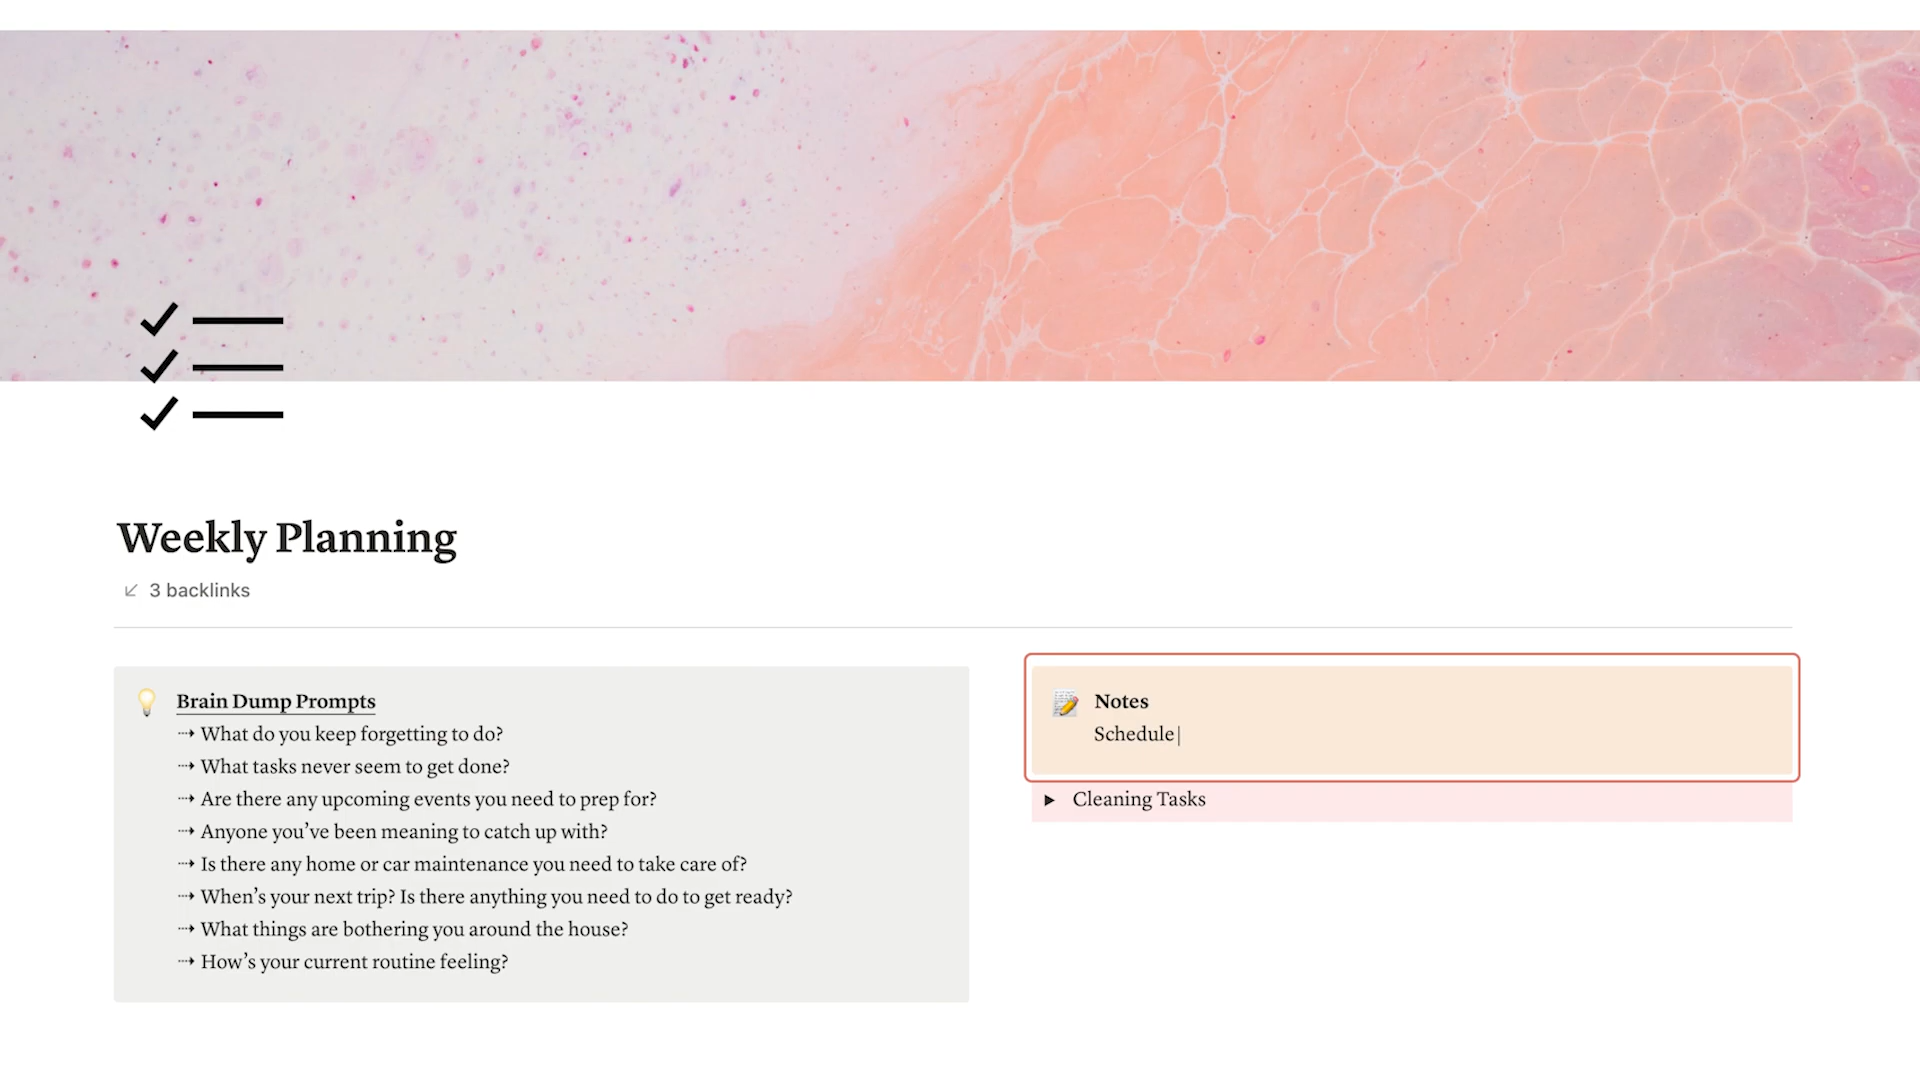 Weekly Planning
3 backlinks
Brain Dump Prompts
⤑ What do you keep forgetting to do?
⤑ What tasks never seem to get done?
⤑ Are there any upcoming events you need to prep for?
⤑ Anyone you’ve been meaning to catch up with?
⤑ Is there any home or car maintenance you need to take care of?
⤑ When’s your next trip? Is there anything you need to do to get ready?
⤑ What things are bothering you around the house?
⤑ How’s your current routine feeling?
Notes
Schedule
Cleaning Tasks